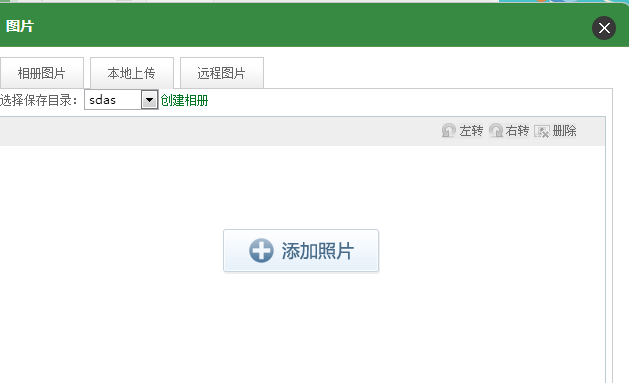 图片
相册图片 本地上传 远程图片
选择保存目录： sdas 创建相册
左转 右转 删除
添加照片